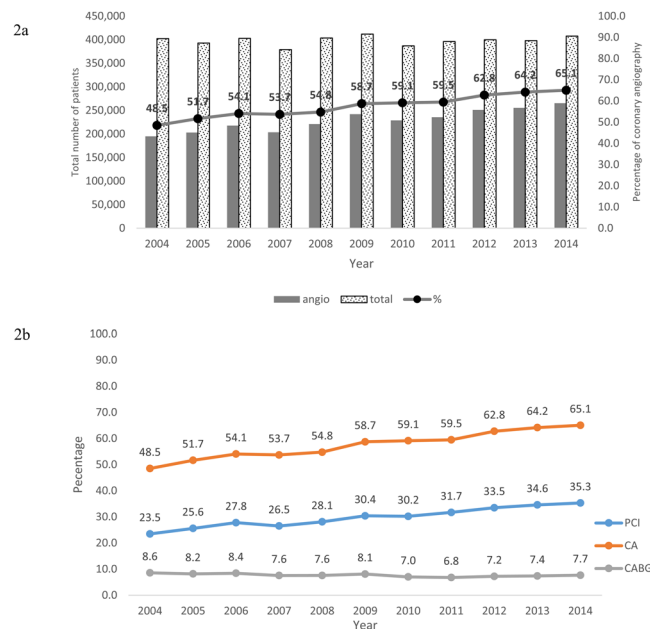 2a
450,000
400,000
350,000
300,000
250,000
200,000
150,000
100,000
50,000
0
Total number of patients
100.0
90.0
80.0
70.0
60.0
50.0
40.0
30.0
20.0
10.0
0.0
Percentage of coronary angiography
48.5 51.7 54.1 53.7 54.8 58.7 59.1 59.5 62.8 64.2 65.1
2004 2005 2006 2007 2008 2009 2010 2011 2012 2013 2014
Year
angio total %
2b
100.0
90.0
80.0
70.0
60.0
50.0
40.0
30.0
20.0
10.0
0.0
Pecentage
48.5 51.7 54.1 53.7 54.8 58.7 59.1 59.5 62.8 64.2 65.1
23.5 25.6 27.8 26.5 28.1 30.4 30.2 31.7 33.5 34.6 35.3
8.6 8.2 8.4 7.6 7.6 8.1 7.0 6.8 7.2 7.4 7.7
PCI
CA
CABG
2004 2005 2006 2007 2008 2009 2010 2011 2012 2013 2014
Year